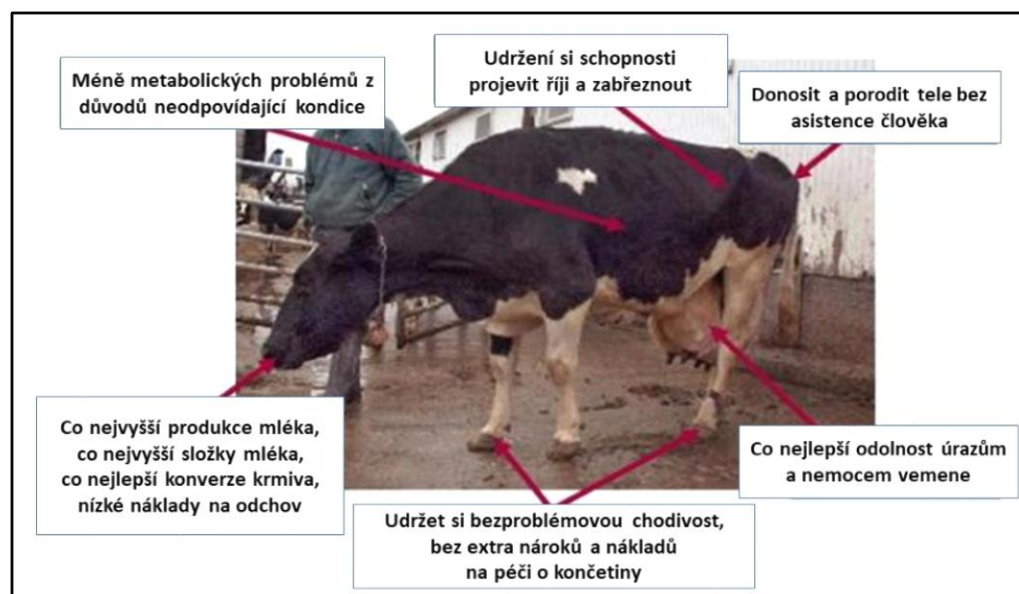 Méně metabolických problémů z
důvodů neodpovídající kondice
Udržení si schopnosti
projevit říji a zabřeznout
Donosit a porodit tele bez
asistence člověka
Co nejvyšší produkce mléka,
co nejvyšší složky mléka,
co nejlepší konverze krmiva,
nízké náklady na odchov
Udržet si bezproblémovou chodivost,
bez extra nároků a nákladů
na péči o končetiny
Co nejlepší odolnost úrazům
a nemocem vemene